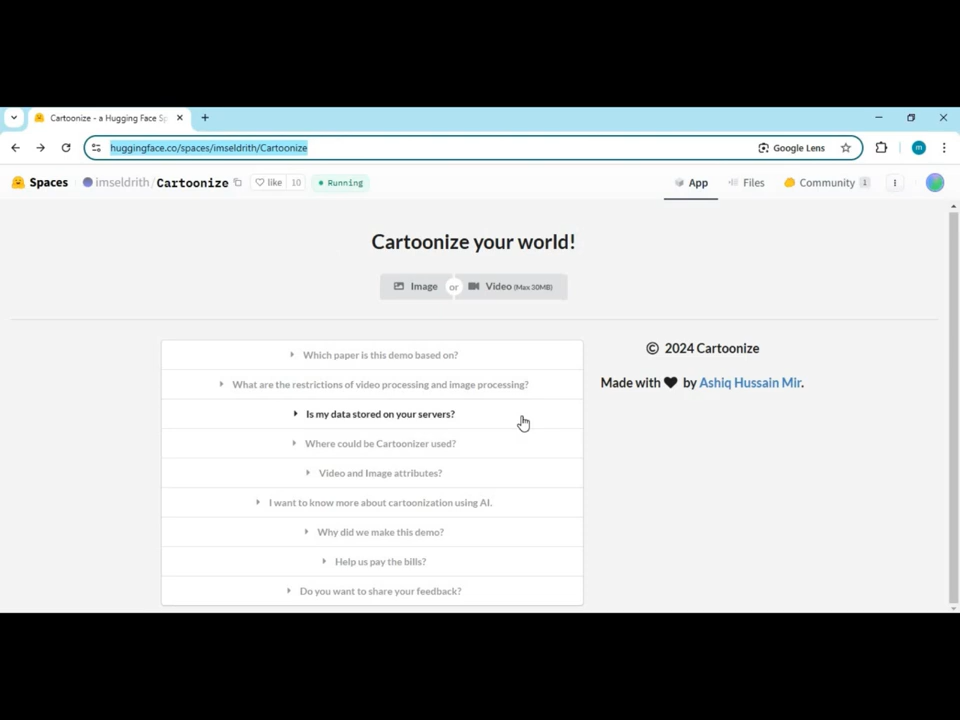 Cartoonize - a Hugging Face Sp
huggingface.co/spaces/imseldrith/Cartoonize
Google Lens
m
Spaces
imseldrith/Cartoonize
like 10
Running
App
Files
Community 1
Cartoonize your world!
Image or Video (Max 30MB)
Which paper is this demo based on?
What are the restrictions of video processing and image processing?
Is my data stored on your servers?
Where could be Cartoonizer used?
Video and Image attributes?
I want to know more about cartoonization using AI.
Why did we make this demo?
Help us pay the bills?
Do you want to share your feedback?
© 2024 Cartoonize
Made with ❤ by Ashiq Hussain Mir.